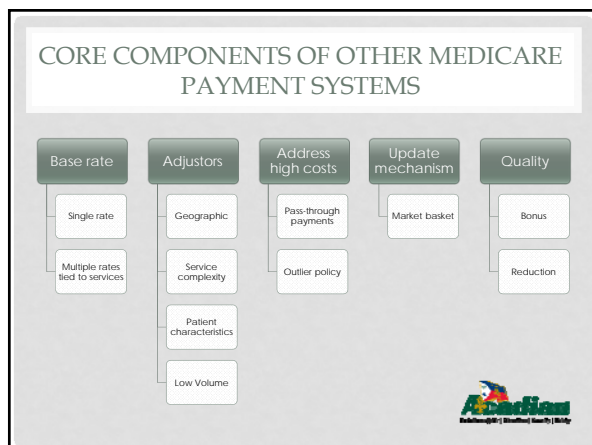 CORE COMPONENTS OF OTHER MEDICARE
PAYMENT SYSTEMS
Base rate
Single rate
Multiple rates
tied to services
Adjustors
Geographic
Service
complexity
Patient
characteristics
Low Volume
Address
high costs
Pass-through
payments
Outlier policy
Update
mechanism
Market basket
Quality
Bonus
Reduction
Acadian